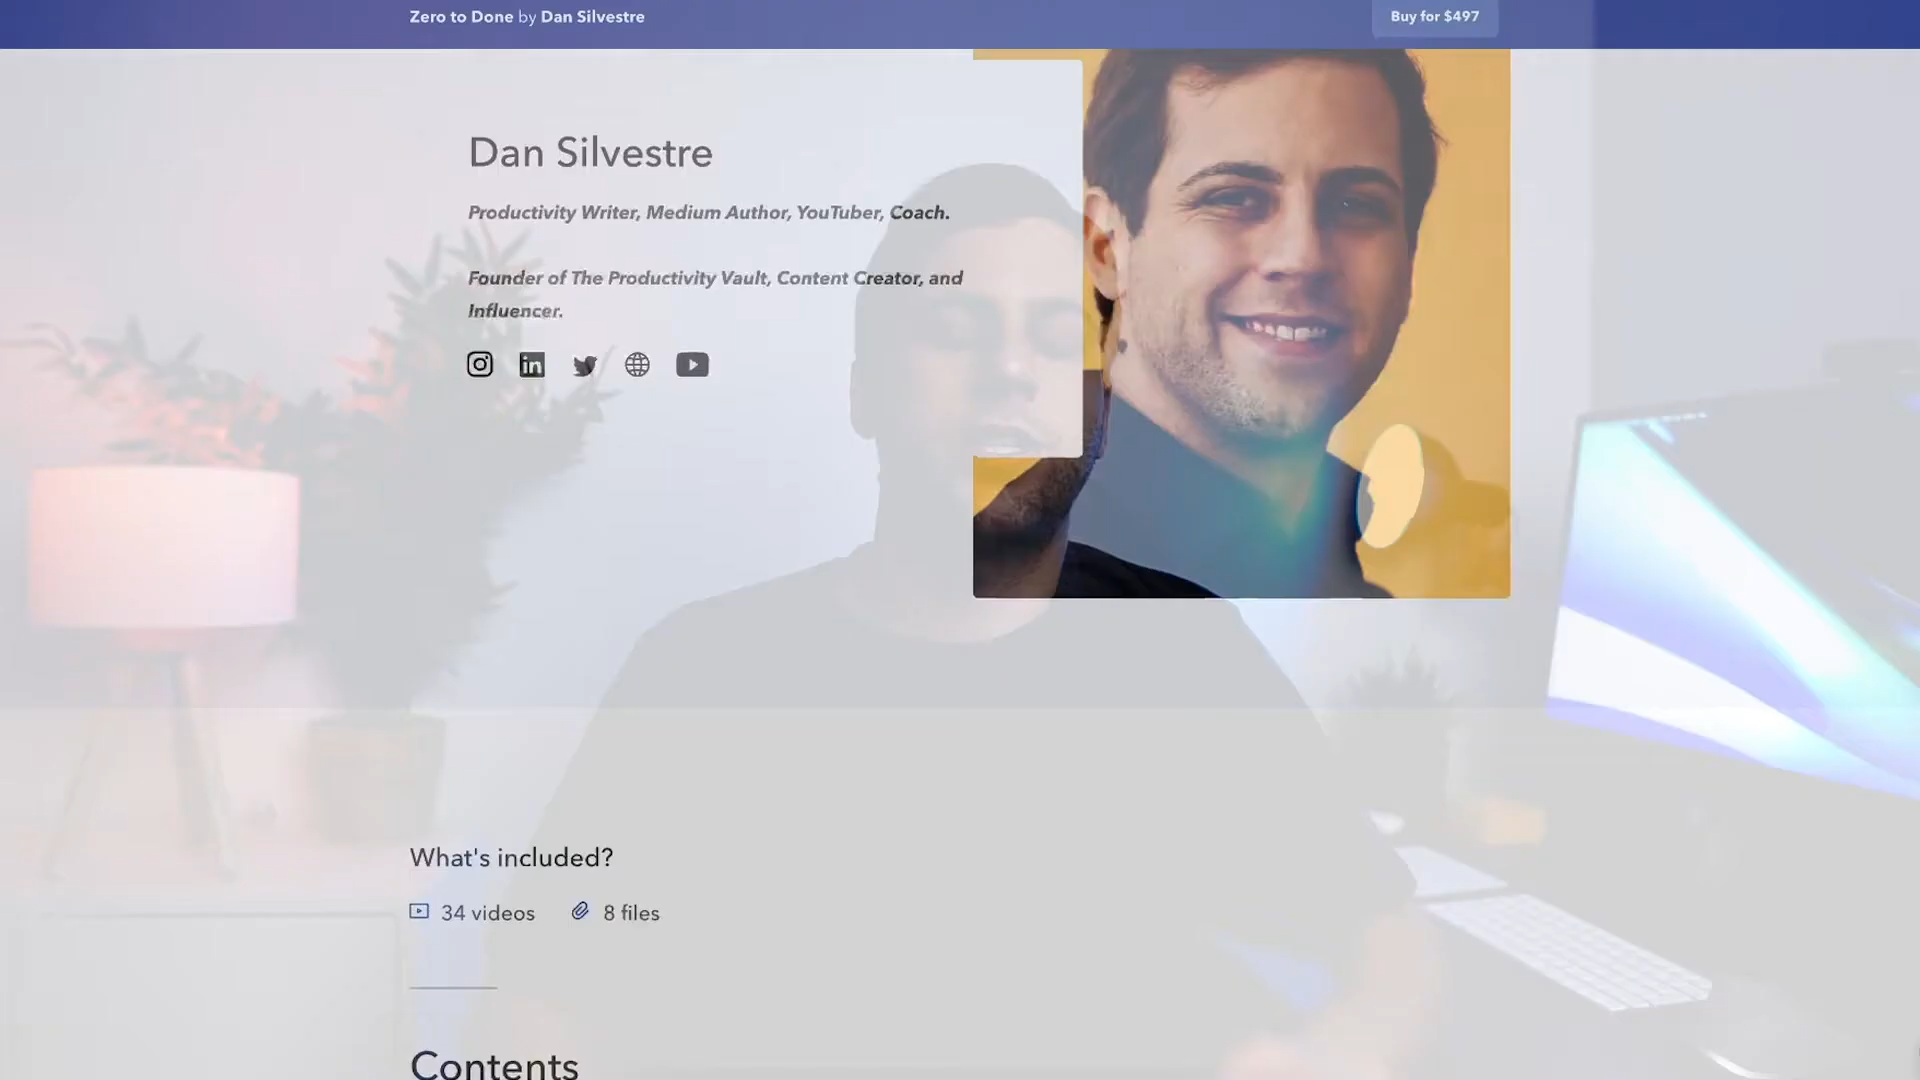 Zero to Done by Dan Silvestre
Buy for $497
Dan Silvestre
Productivity Writer, Medium Author, YouTuber, Coach.
Founder of The Productivity Vault, Content Creator, and
Influencer.
in
What's included?
34 videos 8 files
Contents